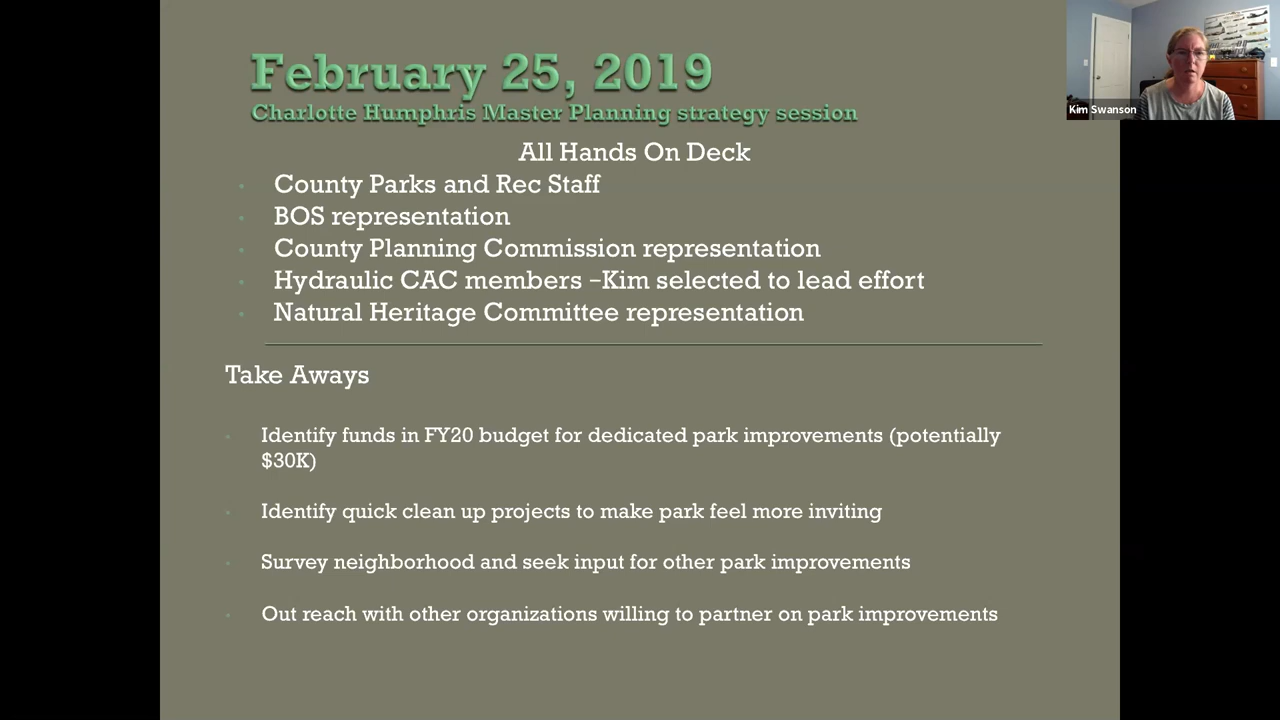 February 25, 2019
Charlotte Humphris Master Planning strategy session
All Hands On Deck
County Parks and Rec Staff
BOS representation
County Planning Commission representation
Hydraulic CAC members –Kim selected to lead effort
Natural Heritage Committee representation
Take Aways
Identify funds in FY20 budget for dedicated park improvements (potentially
$30K)
Identify quick clean up projects to make park feel more inviting
Survey neighborhood and seek input for other park improvements
Out reach with other organizations willing to partner on park improvements
Kim Swanson